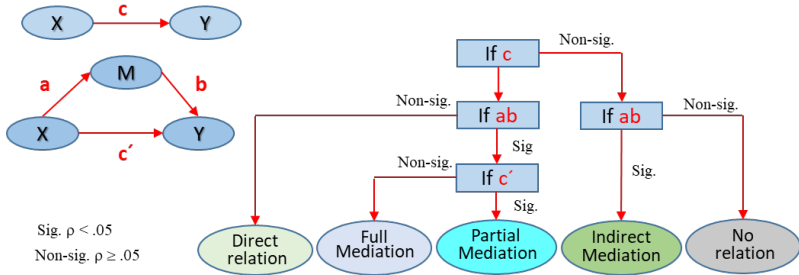 c
X
Y
M
a
b
X
Y
c´
Sig. ρ < .05
Non-sig. ρ ≥ .05
If c
Non-sig.
Non-sig.
If ab
If ab
Non-sig.
Sig
Non-sig.
If c´
Sig.
Sig.
Direct
relation
Full
Mediation
Partial
Mediation
Indirect
Mediation
No
relation